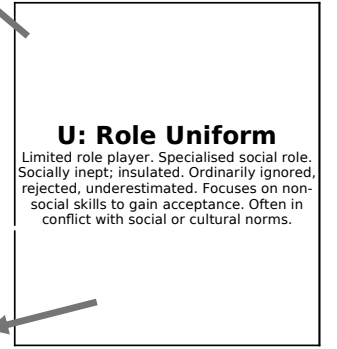 U: Role Uniform
Limited role player. Specialised social role.
Socially inept; insulated. Ordinarily ignored,
rejected, underestimated. Focuses on non-
social skills to gain acceptance. Often in
conflict with social or cultural norms.